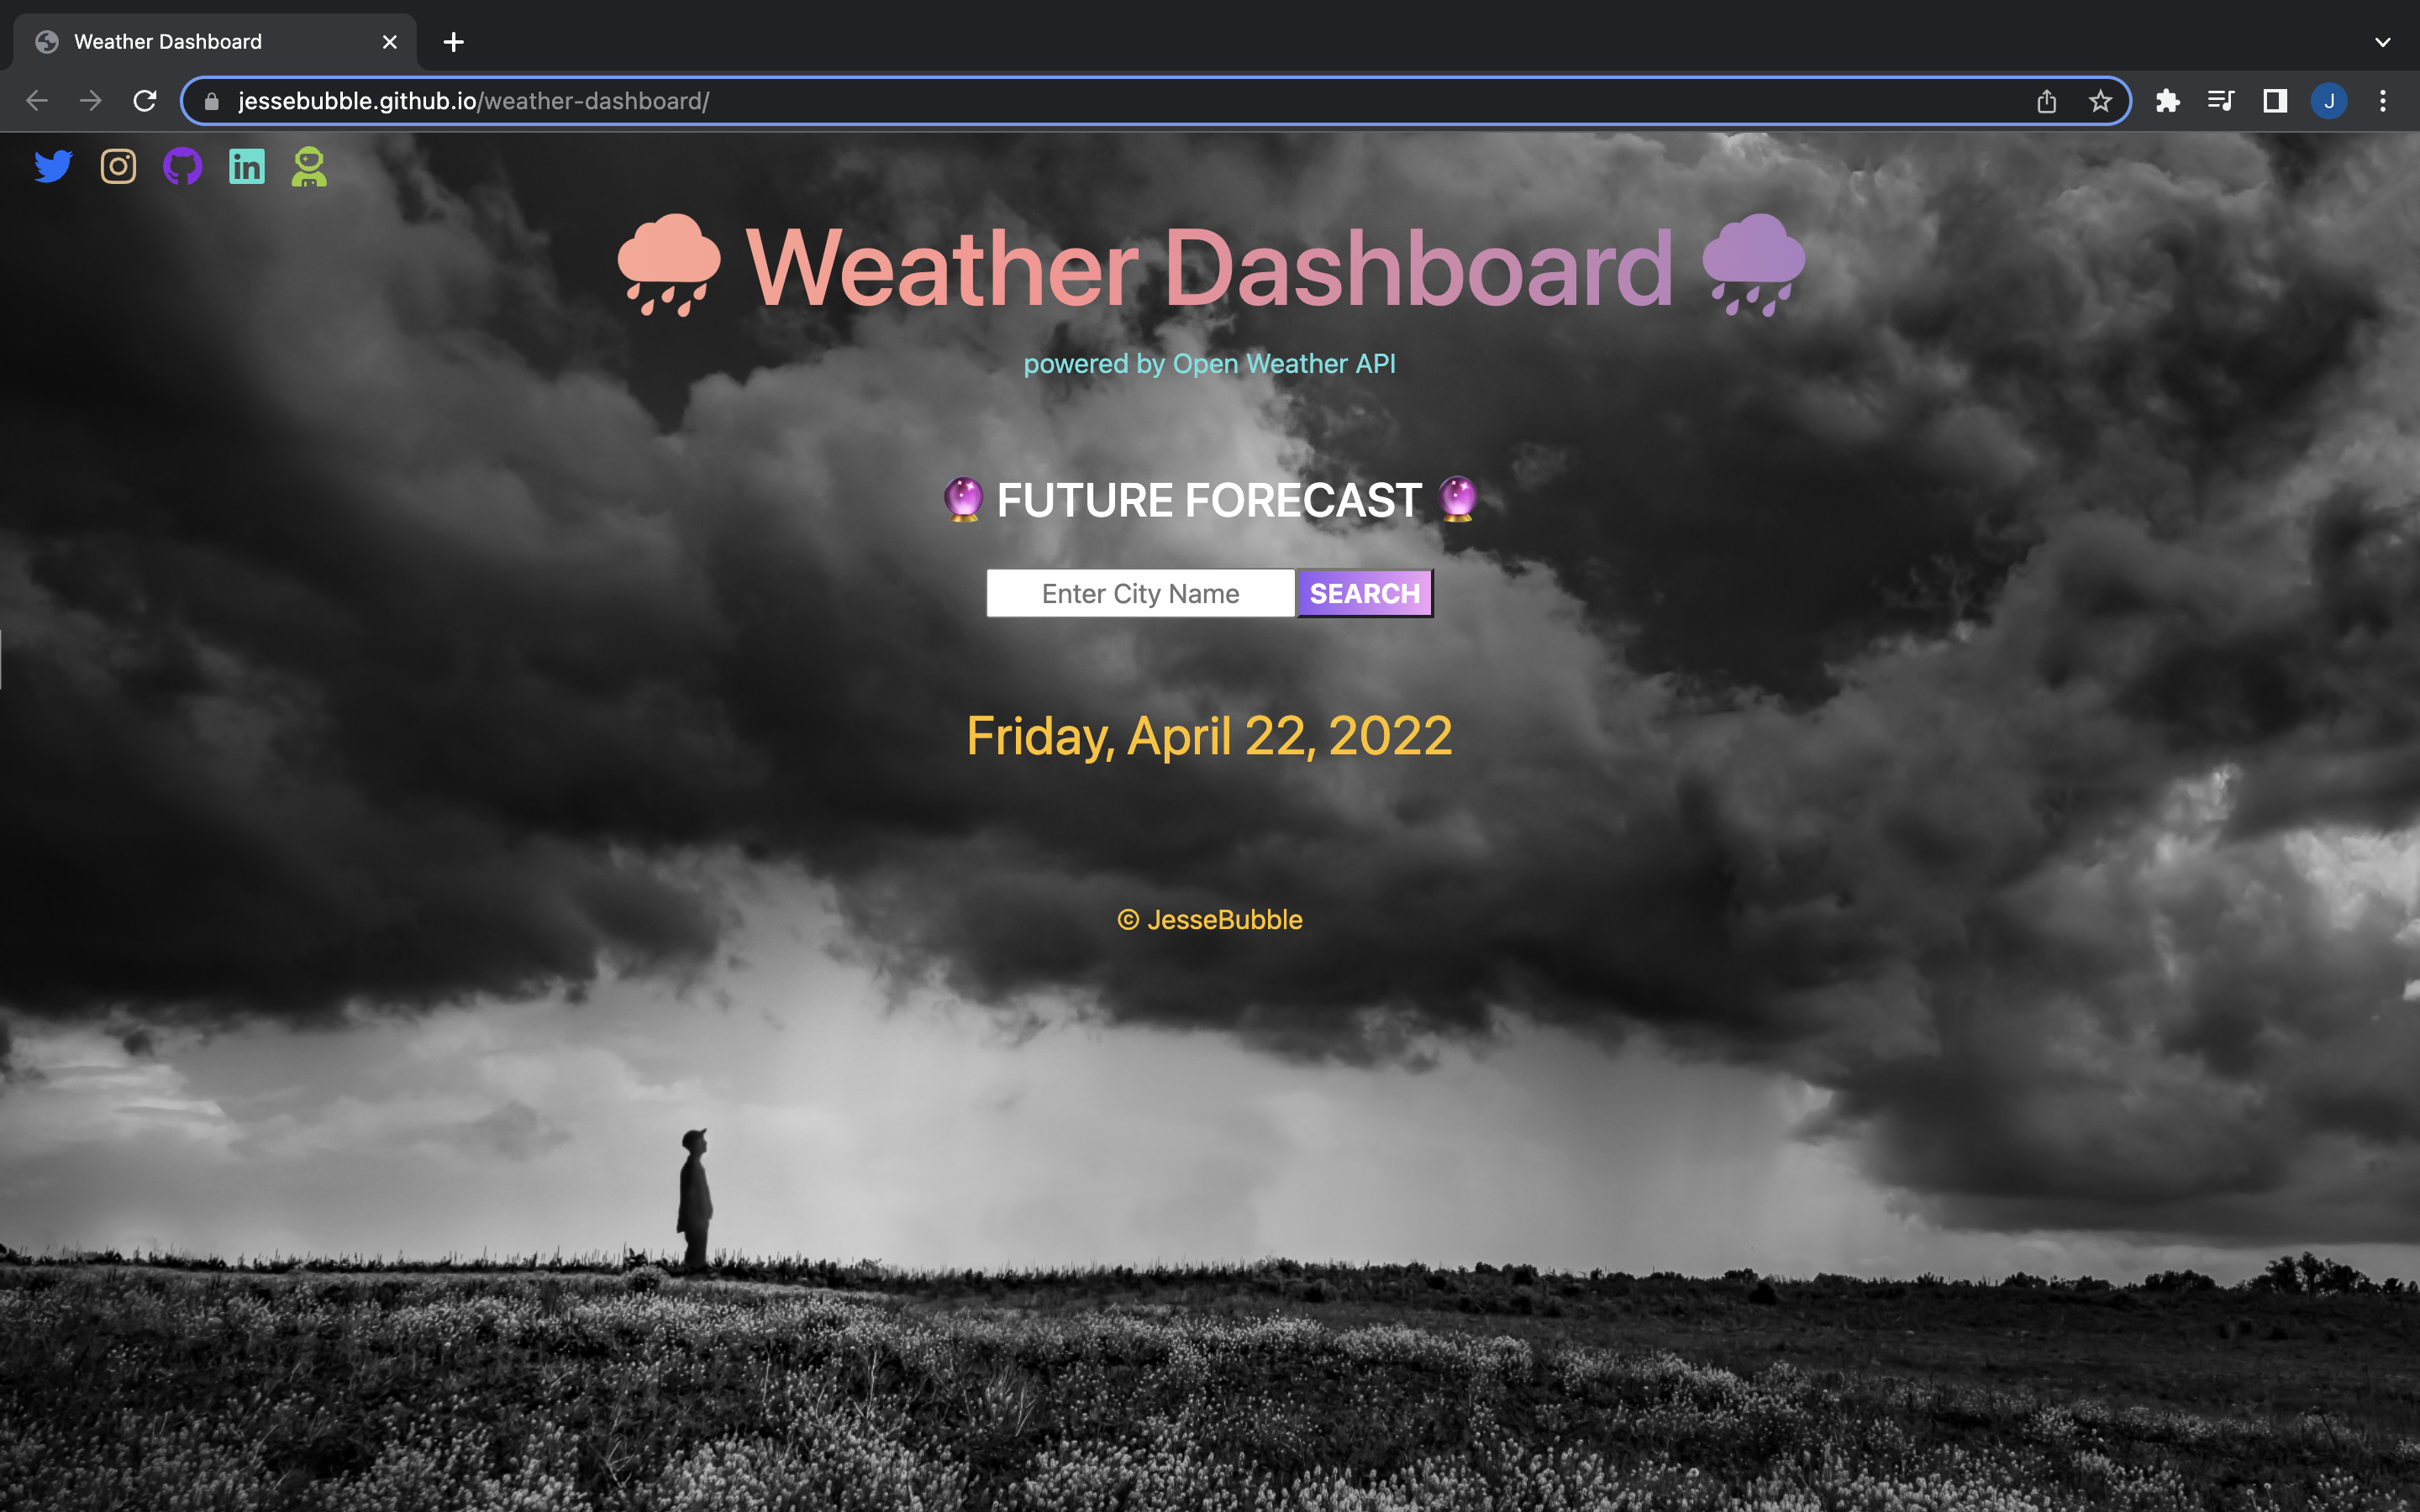 Weather Dashboard
jessebubble.github.io/weather-dashboard/
J
in
Weather Dashboard
powered by Open Weather API
FUTURE FORECAST
Enter City Name SEARCH
Friday, April 22, 2022
© JesseBubble